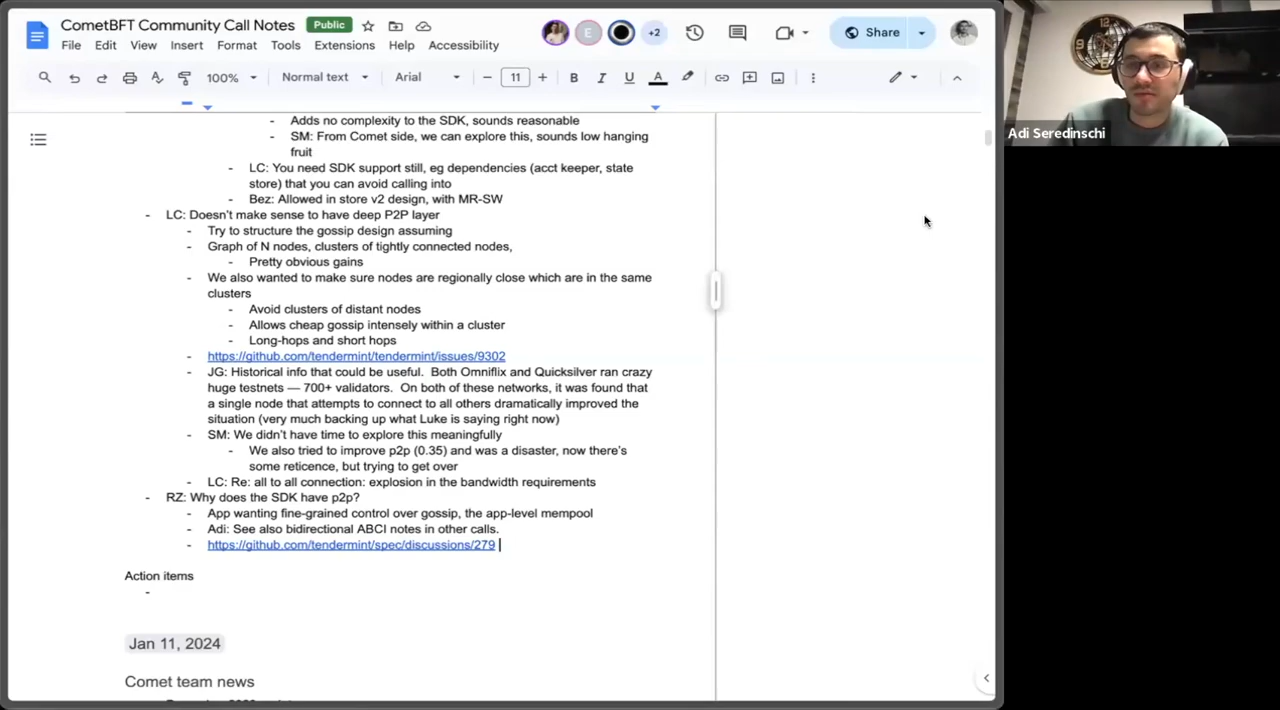 CometBFT Community Call Notes
Public
E
+2
Share
File Edit View Insert Format Tools Extensions Help Accessibility
100% Normal text Arial 11 B I U A
Adi Seredinschi
- Adds no complexity to the SDK, sounds reasonable
- SM: From Comet side, we can explore this, sounds low hanging
fruit
- LC: You need SDK support still, eg dependencies (acct keeper, state
store) that you can avoid calling into
- Bez: Allowed in store v2 design, with MR-SW
- LC: Doesn't make sense to have deep P2P layer
- Try to structure the gossip design assuming
- Graph of N nodes, clusters of tightly connected nodes,
- Pretty obvious gains
- We also wanted to make sure nodes are regionally close which are in the same
clusters
- Avoid clusters of distant nodes
- Allows cheap gossip intensely within a cluster
- Long-hops and short hops
- https://github.com/tendermint/tendermint/issues/9302
- JG: Historical info that could be useful. Both Omniflix and Quicksilver ran crazy
huge testnets — 700+ validators. On both of these networks, it was found that
a single node that attempts to connect to all others dramatically improved the
situation (very much backing up what Luke is saying right now)
- SM: We didn't have time to explore this meaningfully
- We also tried to improve p2p (0.35) and was a disaster, now there's
some reticence, but trying to get over
- LC: Re: all to all connection: explosion in the bandwidth requirements
- RZ: Why does the SDK have p2p?
- App wanting fine-grained control over gossip, the app-level mempool
- Adi: See also bidirectional ABCI notes in other calls.
- https://github.com/tendermint/spec/discussions/279
Action items
-
Jan 11, 2024
Comet team news